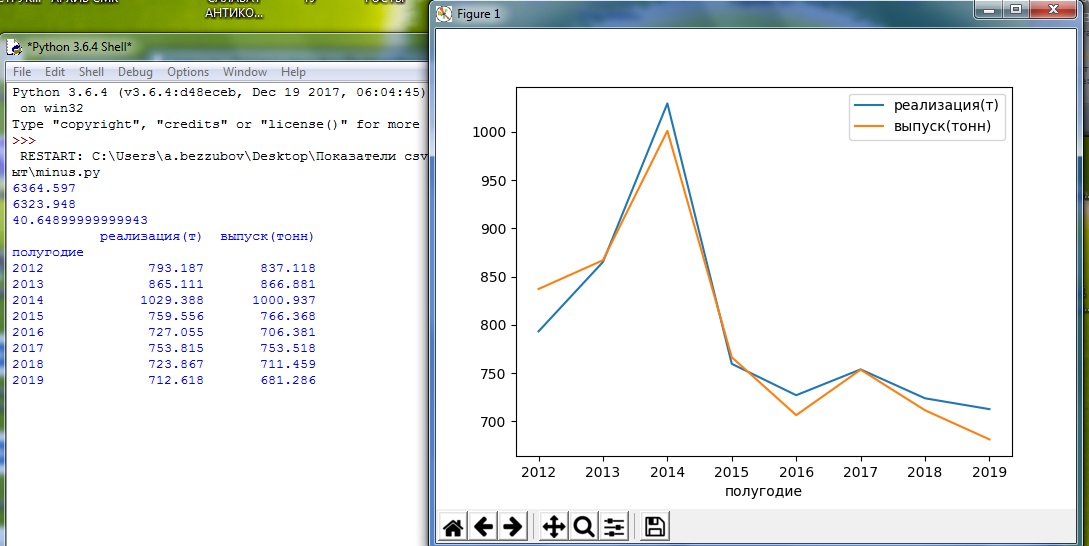 АНТИКО...
*Python 3.6.4 Shell*
File Edit Shell Debug Options Window Help
Python 3.6.4 (v3.6.4:d48eceb, Dec 19 2017, 06:04:45)
on win32
Type "copyright", "credits" or "license()" for more
>>>
RESTART: C:\Users\a.bezzubov\Desktop\Показатели csv
ыт\minus.py
6364.597
6323.948
40.64899999999943
реализация(т) выпуск(тонн)
полугодие
2012 793.187 837.118
2013 865.111 866.881
2014 1029.388 1000.937
2015 759.556 766.368
2016 727.055 706.381
2017 753.815 753.518
2018 723.867 711.459
2019 712.618 681.286
Figure 1
реализация(т)
выпуск(тонн)
1000
950
900
850
800
750
700
2012 2013 2014 2015 2016 2017 2018 2019
полугодие